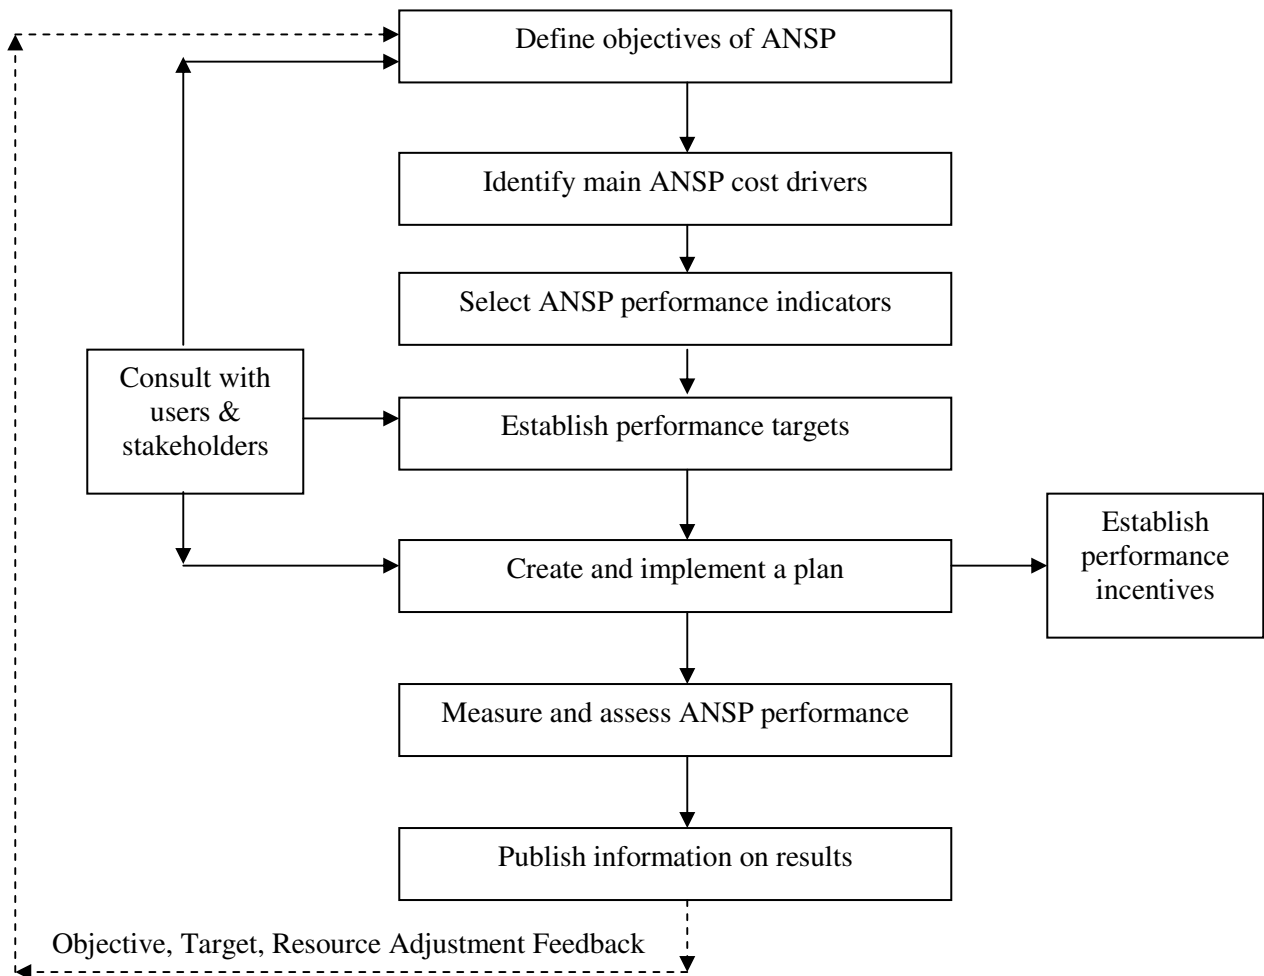 Define objectives of ANSP
Identify main ANSP cost drivers
Select ANSP performance indicators
Consult with
users &
stakeholders
Establish performance targets
Create and implement a plan
Establish
performance
incentives
Measure and assess ANSP performance
Publish information on results
Objective, Target, Resource Adjustment Feedback